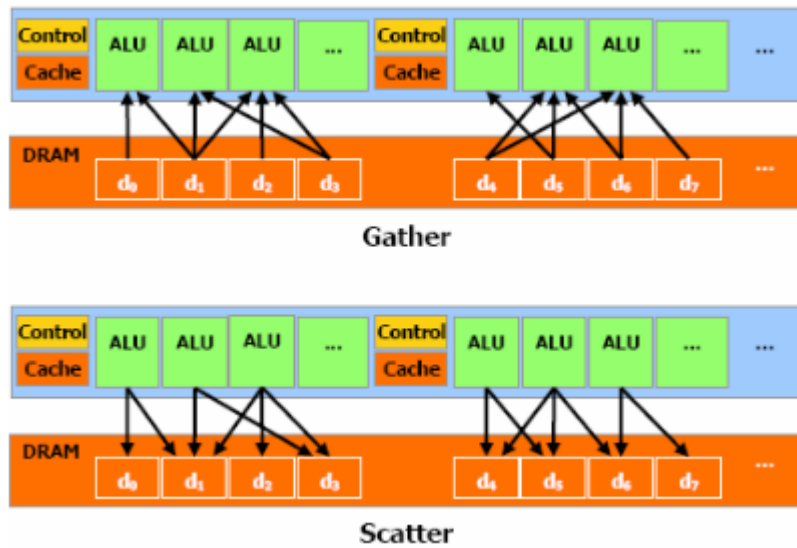 Control ALU ALU ALU ... Control ALU ALU ALU ... ...
Cache Cache
DRAM
d₀ d₁ d₂ d₃ d₄ d₅ d₆ d₇ ...
Gather
Control ALU ALU ALU ... Control ALU ALU ALU ... ...
Cache Cache
DRAM
d₀ d₁ d₂ d₃ d₄ d₅ d₆ d₇ ...
Scatter